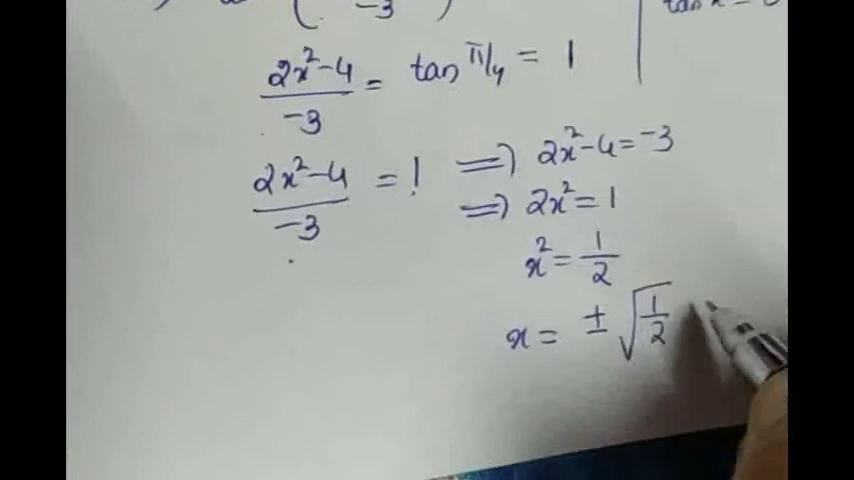 -3
(2x²-4)/-3 = tan π/4 = 1
(2x²-4)/-3 = 1 ⟹ 2x²-4=-3
⟹ 2x²=1
x²=1/2
x= ± √(1/2)